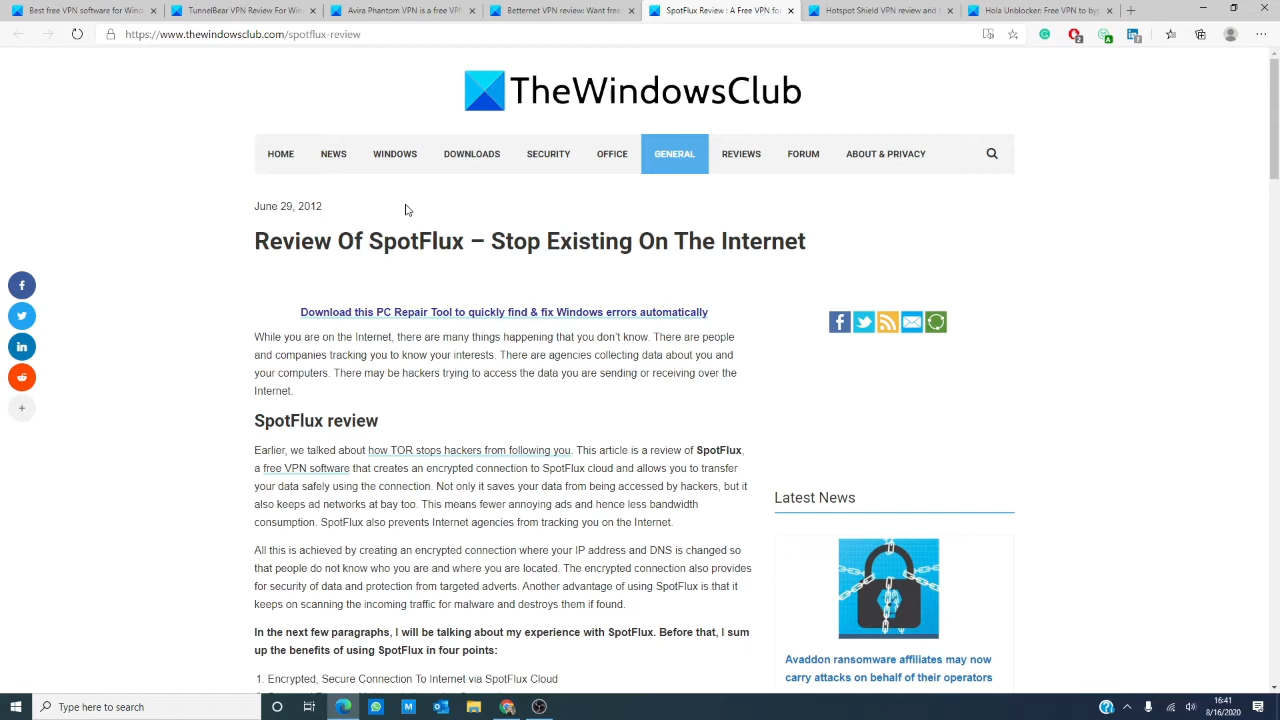 Best free VPN software for Windo
TunnelBear VPN Review For Wind
Avira Phantom VPN is a free VPN
Betternet VPN Review: Want free
Spotflux Review : A Free VPN for
Hotspot Shield VPN review and f
Hola Unblocker: Free VPN to byp
https://www.thewindowsclub.com/spotflux-review
TheWindowsClub
HOME NEWS WINDOWS DOWNLOADS SECURITY OFFICE GENERAL REVIEWS FORUM ABOUT & PRIVACY
June 29, 2012
Review Of SpotFlux – Stop Existing On The Internet
Download this PC Repair Tool to quickly find & fix Windows errors automatically
While you are on the Internet, there are many things happening that you don't know. There are people
and companies tracking you to know your interests. There are agencies collecting data about you and
your computers. There may be hackers trying to access the data you are sending or receiving over the
Internet.
SpotFlux review
Earlier, we talked about how TOR stops hackers from following you. This article is a review of SpotFlux,
a free VPN software that creates an encrypted connection to SpotFlux cloud and allows you to transfer
your data safely using the connection. Not only it saves your data from being accessed by hackers, but it
also keeps ad networks at bay too. This means fewer annoying ads and hence less bandwidth
consumption. SpotFlux also prevents Internet agencies from tracking you on the Internet.
All this is achieved by creating an encrypted connection where your IP address and DNS is changed so
that people do not know who you are and where you are located. The encrypted connection also provides
for security of data and protection from targeted adverts. Another advantage of using SpotFlux is that it
keeps on scanning the incoming traffic for malware and destroys them if found.
In the next few paragraphs, I will be talking about my experience with SpotFlux. Before that, I sum
up the benefits of using SpotFlux in four points:
1. Encrypted, Secure Connection To Internet via SpotFlux Cloud
Latest News
Avaddon ransomware affiliates may now
carry attacks on behalf of their operators
Type here to search
16:41
8/16/2020